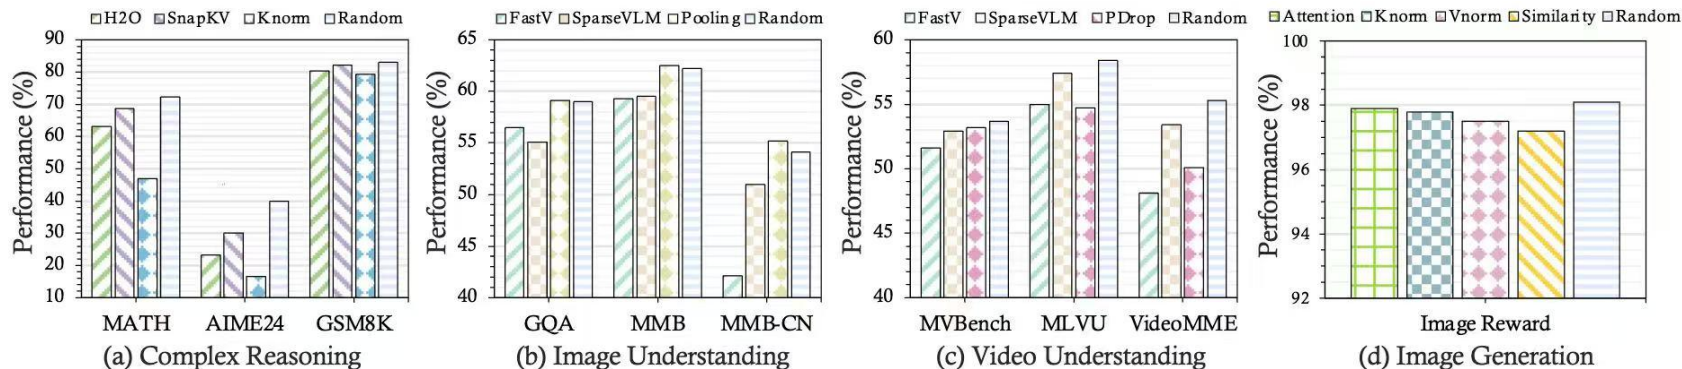 H2O SnapKV Knorm Random
90
80
70
60
50
40
30
20
10
Performance (%)
MATH AIME24 GSM8K
(a) Complex Reasoning
FastV SparseVLM Pooling Random
65
60
55
50
45
40
Performance (%)
GQA MMB MMB-CN
(b) Image Understanding
FastV SparseVLM PDrop Random
60
55
50
45
40
Performance (%)
MVBench MLVU VideoMME
(c) Video Understanding
Attention Knorm Vnorm Similarity Random
100
98
96
94
92
Performance (%)
Image Reward
(d) Image Generation